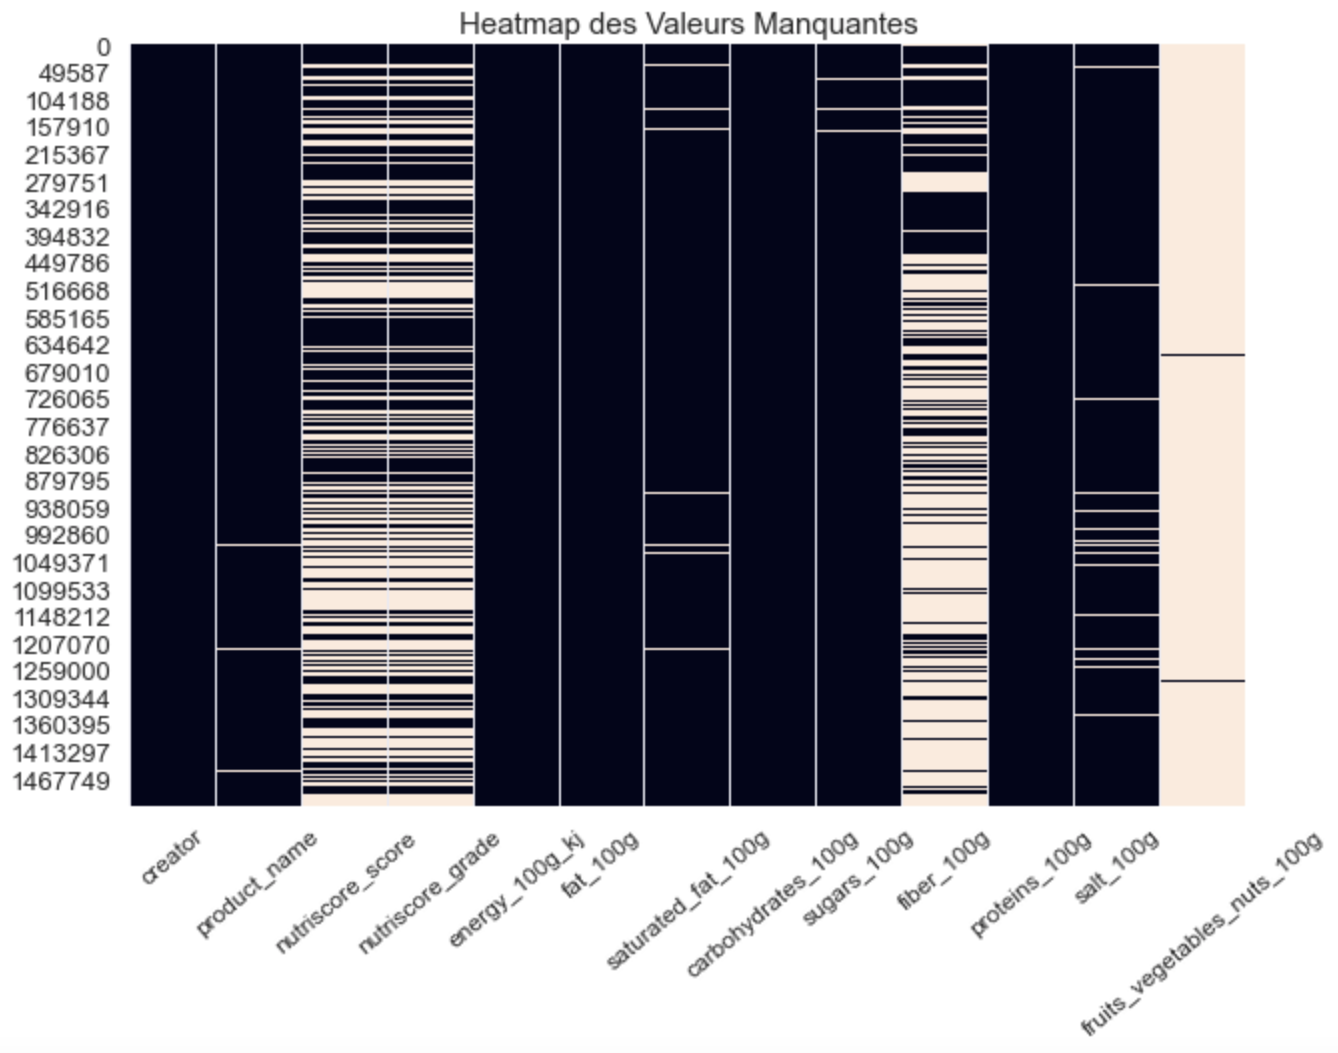 Heatmap des Valeurs Manquantes
0
49587
104188
157910
215367
279751
342916
394832
449786
516668
585165
634642
679010
726065
776637
826306
879795
938059
992860
1049371
1099533
1148212
1207070
1259000
1309344
1360395
1413297
1467749
creator
product_name
nutriscore_score
nutriscore_grade
energy_100g_kj
fat_100g
saturated_fat_100g
carbohydrates_100g
sugars_100g
fiber_100g
proteins_100g
salt_100g
fruits_vegetables_nuts_100g